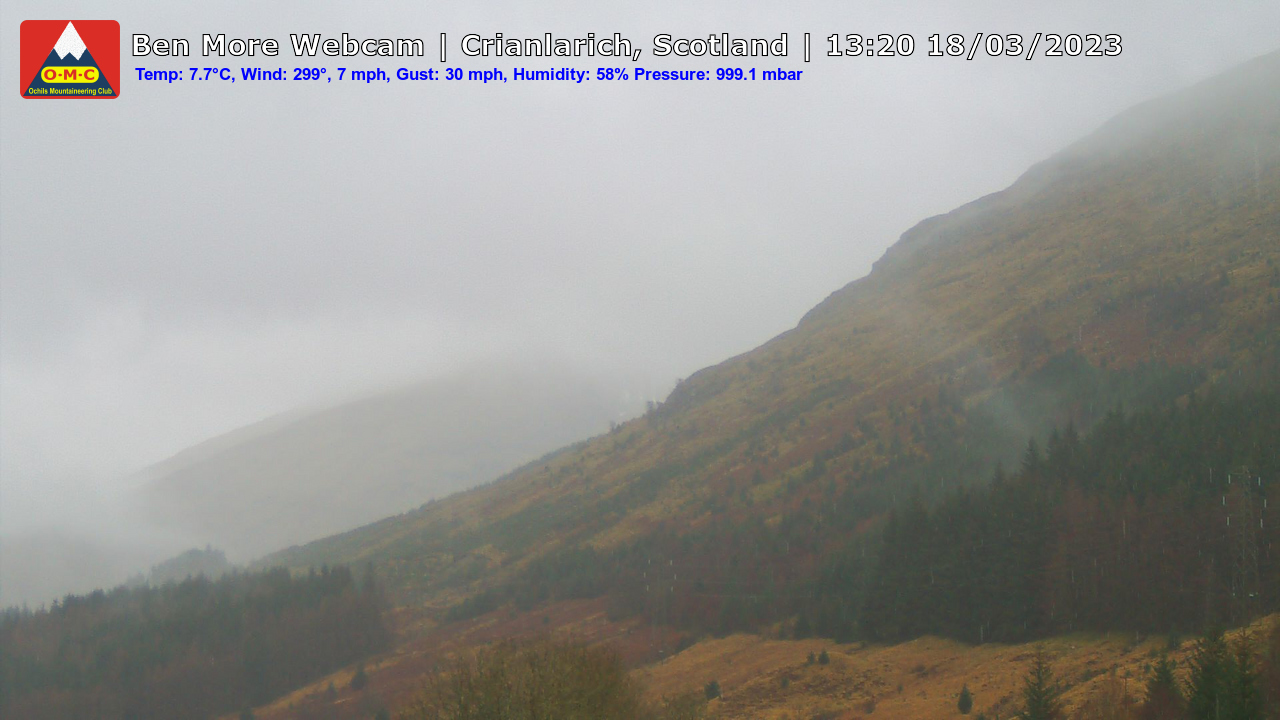 Ben More Webcam | Crianlarich, Scotland | 13:20 18/03/2023
Temp: 7.7°C, Wind: 299°, 7 mph, Gust: 30 mph, Humidity: 58% Pressure: 999.1 mbar
O·M·C
Ochils Mountaineering Club